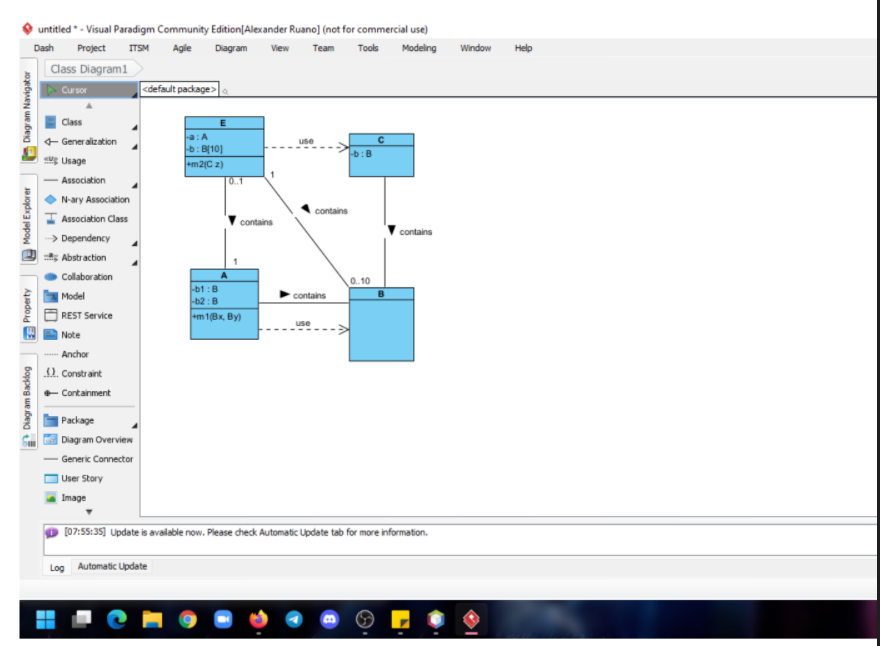 untitled * - Visual Paradigm Community Edition[Alexander Ruano] (not for commercial use)
Dash Project ITSM Agile Diagram View Team Tools Modeling Window Help
Class Diagram1
Diagram Navigator
Model Explorer
Property
Diagram Backlog
Cursor
Class
Generalization
Usage
Association
N-ary Association
Association Class
Dependency
Abstraction
Collaboration
Model
REST Service
Note
Anchor
Constraint
Containment
Package
Diagram Overview
Generic Connector
User Story
Image
<default package>
E
-a : A
-b : B[10]
+m2(C z)
use
C
-b : B
0..1
1
contains
contains
contains
1
0..10
A
-b1 : B
-b2 : B
+m1(Bx, By)
contains
use
B
[07:55:35] Update is available now. Please check Automatic Update tab for more information.
Log Automatic Update